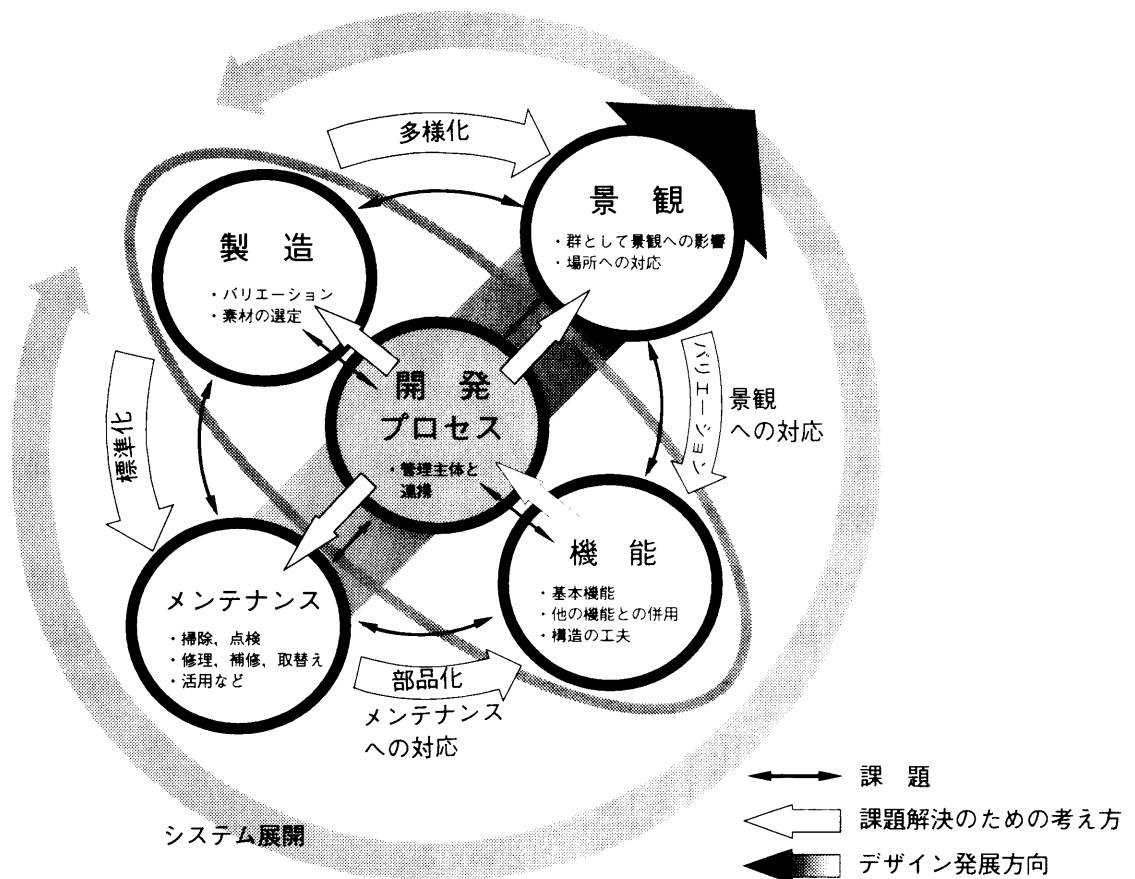 多様化
景 観
・群として景観への影響
・場所への対応
製 造
・バリエーション
・素材の選定
開 発
プロセス
・管理主体と
連携
バリエーション
景観
への対応
標準化
機 能
・基本機能
・他の機能との併用
・構造の工夫
メンテナンス
・掃除，点検
・修理，補修，取替え
・活用など
部品化
メンテナンス
への対応
システム展開
課 題
課題解決のための考え方
デザイン発展方向